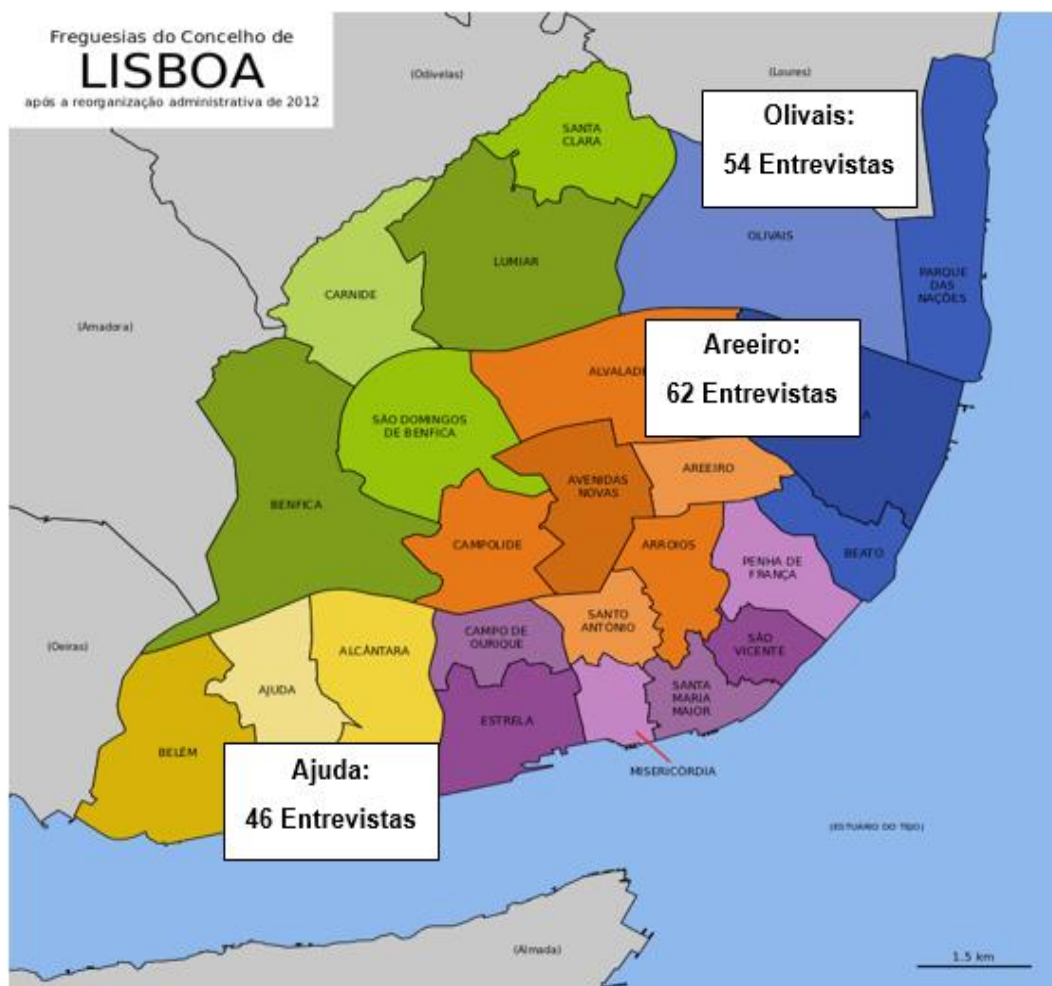 Freguesias do Concelho de
LISBOA
após a reorganização administrativa de 2012
(Odivelas)
(Loures)
Olivais:
54 Entrevistas
SANTA
CLARA
OLIVAIS
LUMIAR
PARQUE
DAS
NAÇÕES
CARNIDE
(Amadora)
Areeiro:
62 Entrevistas
ALVALADE
SÃO DOMINGOS
DE BENFICA
AREEIRO
AVENIDAS
NOVAS
BENFICA
CAMPOLIDE
ARROIOS
BEATO
PENHA DE
FRANÇA
SANTO
ANTÓNIO
CAMPO DE
OURIQUE
SÃO
VICENTE
(Oeiras)
ALCÂNTARA
AJUDA
SANTA
MARIA
MAIOR
ESTRELA
BELÉM
Ajuda:
46 Entrevistas
MISERICÓRDIA
(ESTUÁRIO DO TEJO)
(Almada)
1.5 km